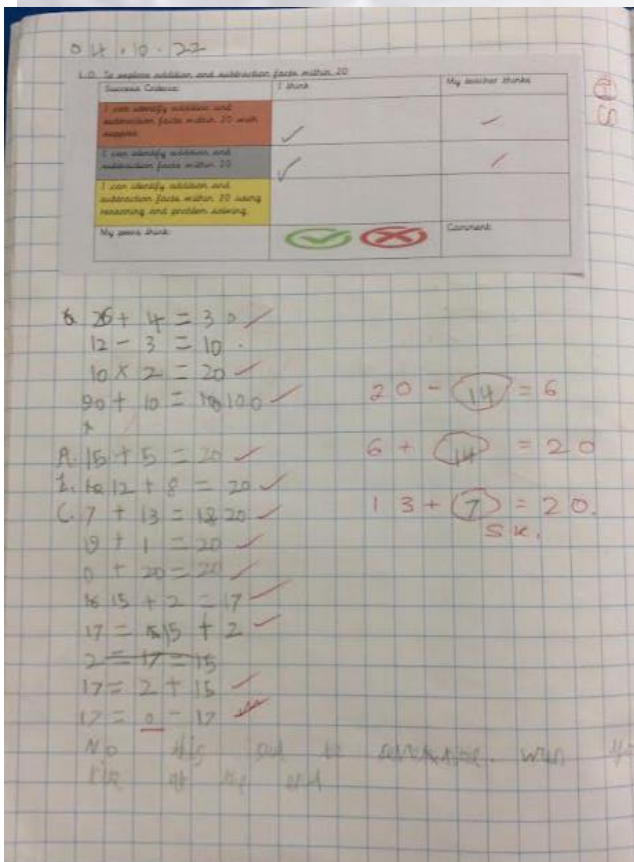 04.10.22
L.O. To explore addition and subtraction facts within 20
Success Criteria:
I think
My teacher thinks
I can identify addition and
subtraction facts within 20 with
support.
I can identify addition and
subtraction facts within 20
I can identify addition and
subtraction facts within 20 using
reasoning and problem solving.
My peers think:
Comment:
26 + 4 = 30
12 - 3 = 10
10 x 2 = 20
90 + 10 = 100
A. 15 + 5 = 20
12 + 8 = 20
C. 7 + 13 = 20
19 + 1 = 20
0 + 20 = 20
15 + 2 = 17
17 = 15 + 2
2 = 17 = 15
17 = 2 + 15
17 = 0 - 17
No
20 - 14 = 6
6 + 14 = 20
13 + 7 = 20.
S.K.